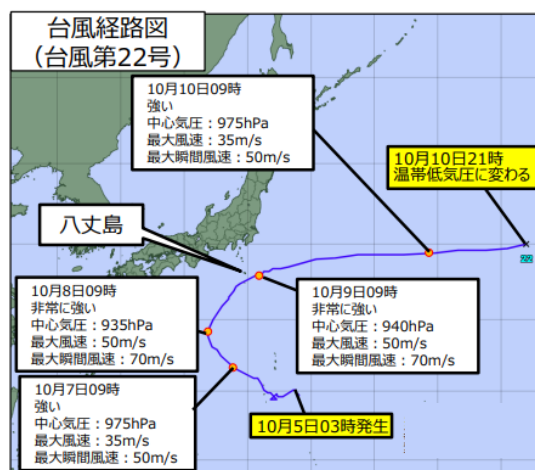 台風経路図
(台風第22号)
10月10日09時
強い
中心気圧：975hPa
最大風速：35m/s
最大瞬間風速：50m/s
10月10日21時
温帯低気圧に変わる
八丈島
22
10月8日09時
非常に強い
中心気圧：935hPa
最大風速：50m/s
最大瞬間風速：70m/s
10月9日09時
非常に強い
中心気圧：940hPa
最大風速：50m/s
最大瞬間風速：70m/s
10月7日09時
強い
中心気圧：975hPa
最大風速：35m/s
最大瞬間風速：50m/s
10月5日03時発生